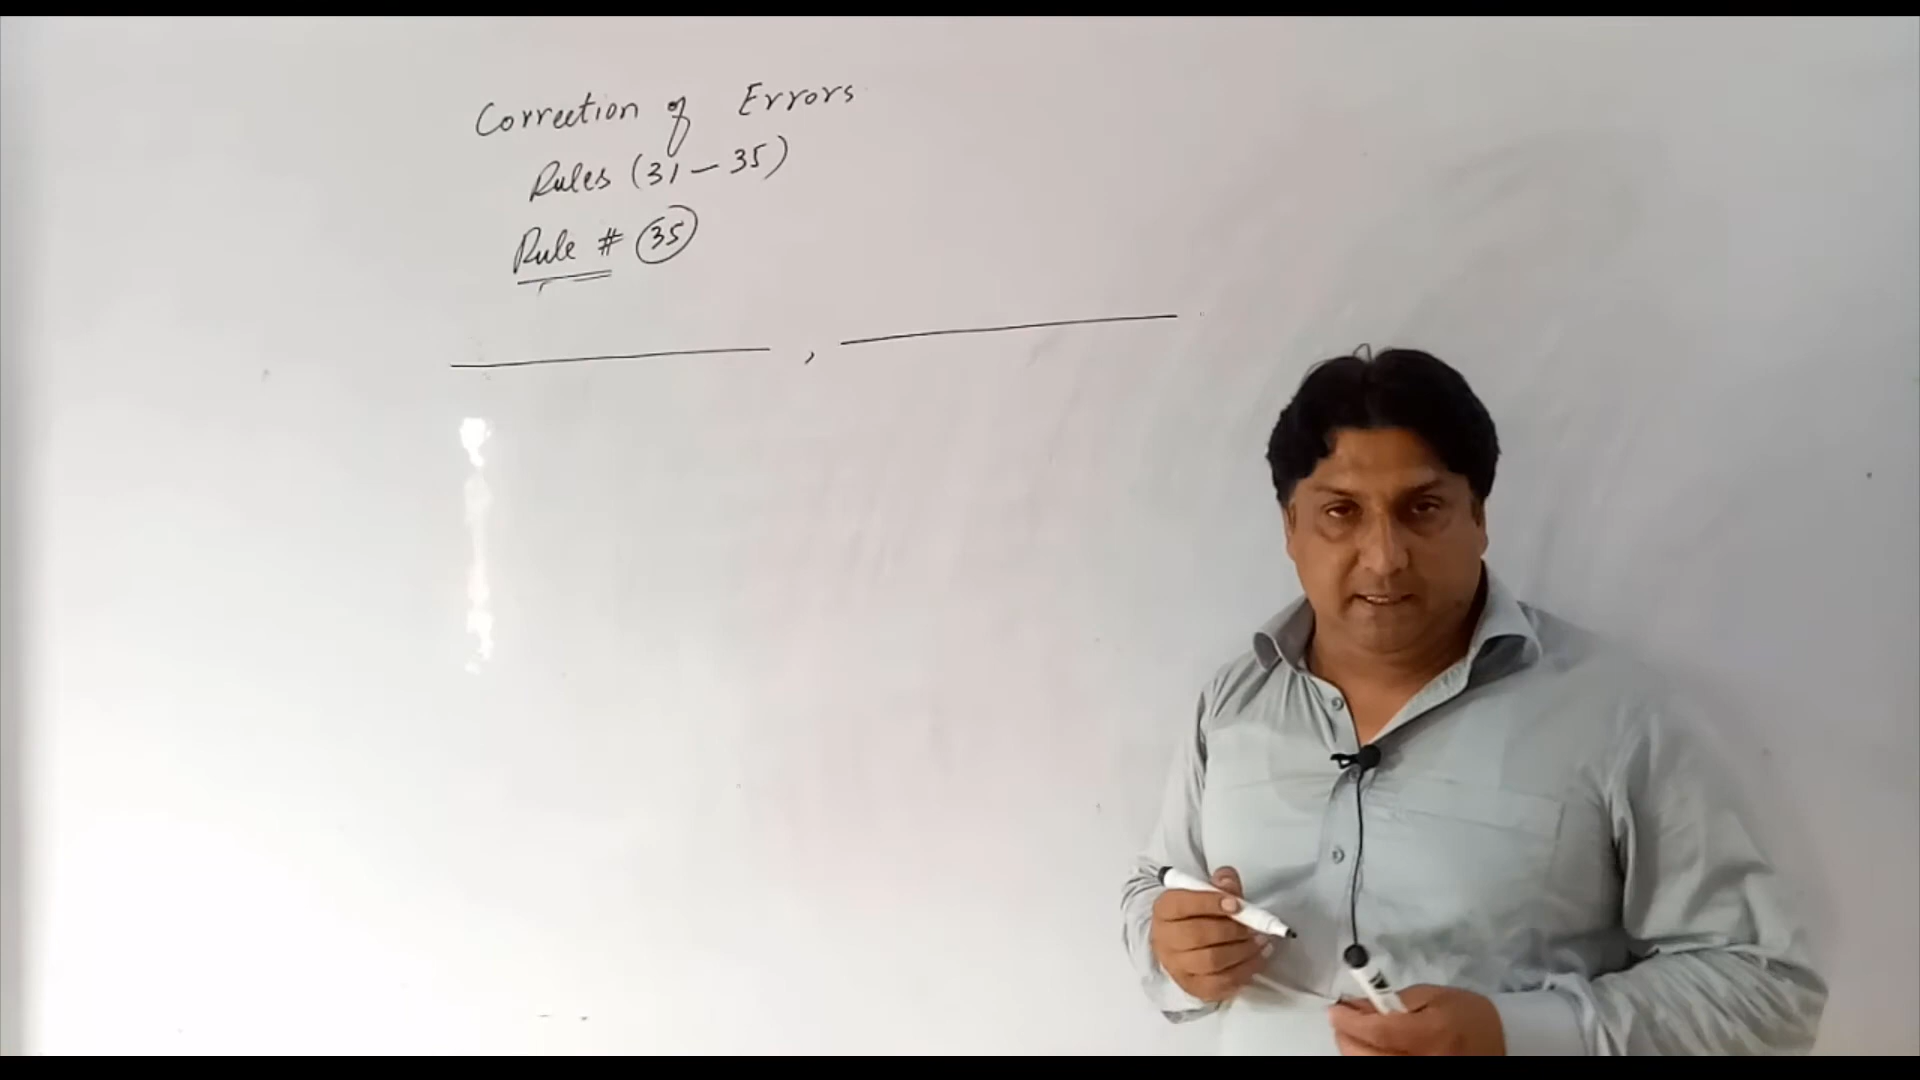 Correction of Errors
Rules (31 – 35)
Rule # 35